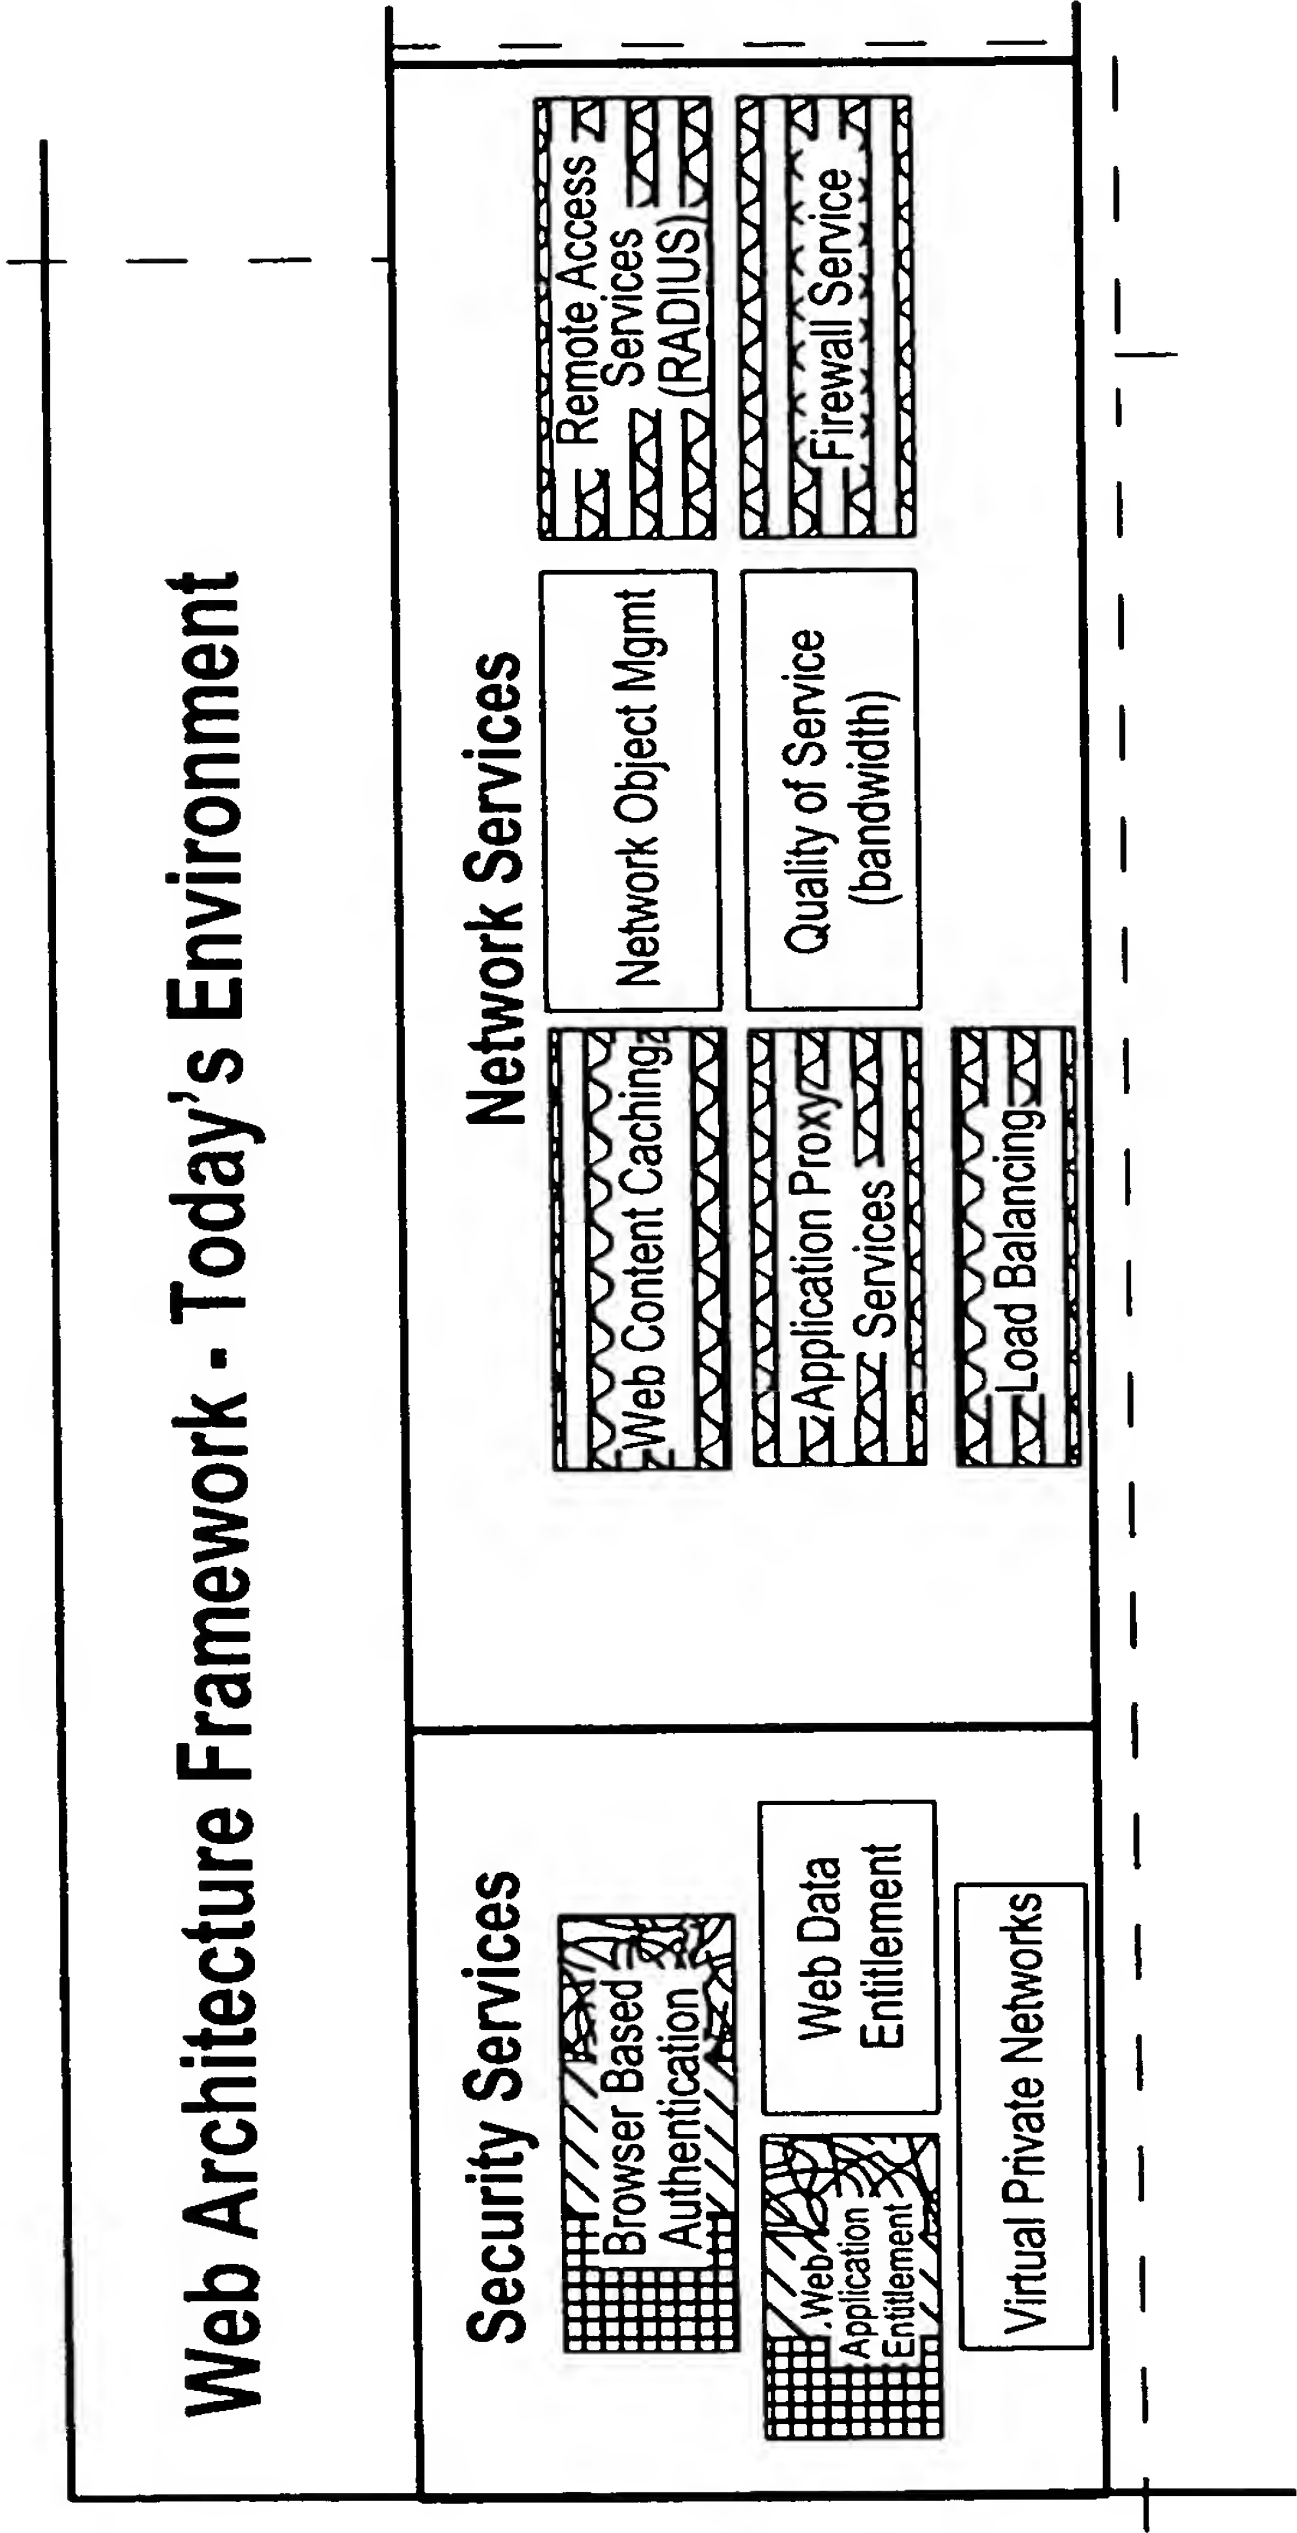 Web Architecture Framework - Today's Environment
Security Services
Browser Based
Authentication
Web
Application
Entitlement
Web Data
Entitlement
Virtual Private Networks
Network Services
Web Content Caching
Network Object Mgmt
Remote Access
Services
(RADIUS)
Application Proxy
Services
Quality of Service
(bandwidth)
Firewall Service
Load Balancing